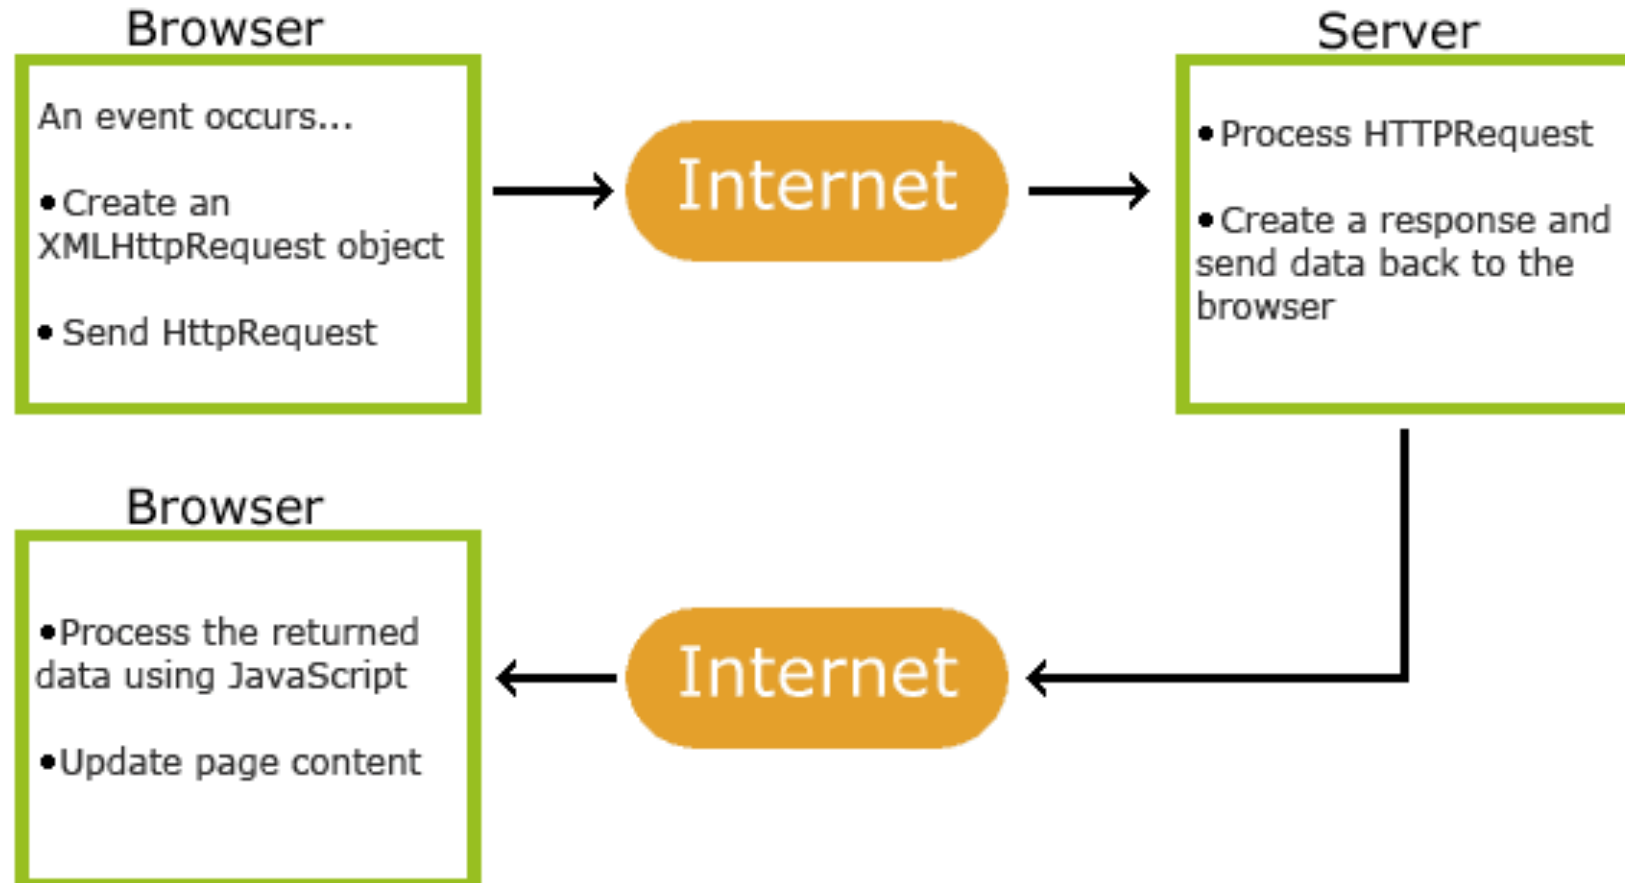 Browser
An event occurs...
•Create an
XMLHttpRequest object
• Send HttpRequest
Internet
Server
•Process HTTPRequest
•Create a response and
send data back to the
browser
Browser
•Process the returned
data using JavaScript
•Update page content
Internet